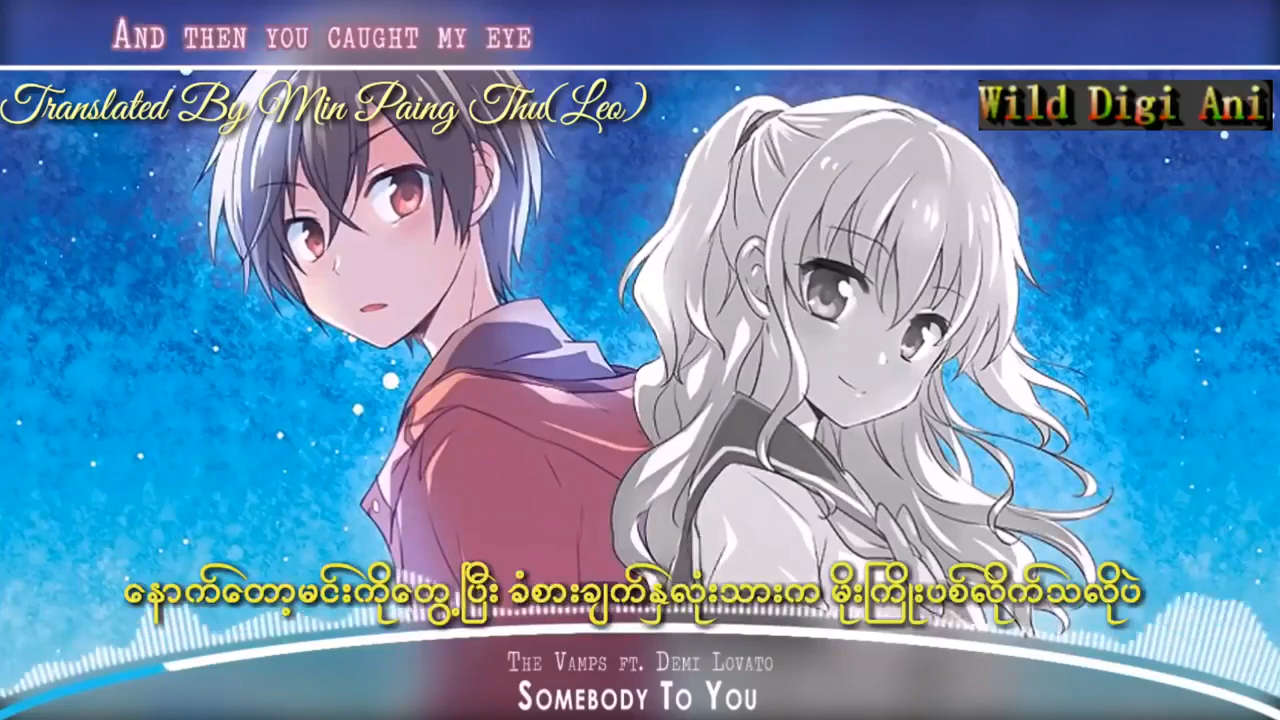 And then you caught my eye
Translated By Min Paing Thu(Leo)
Wild Digi Ani
နောက်တော့မင်းကိုတွေ့ပြီး ခံစားချက်နှဲလုံးသားက မိုးကြိုးပစ်လိုက်သလိုပဲ
The Vamps ft. Demi Lovato
Somebody To You